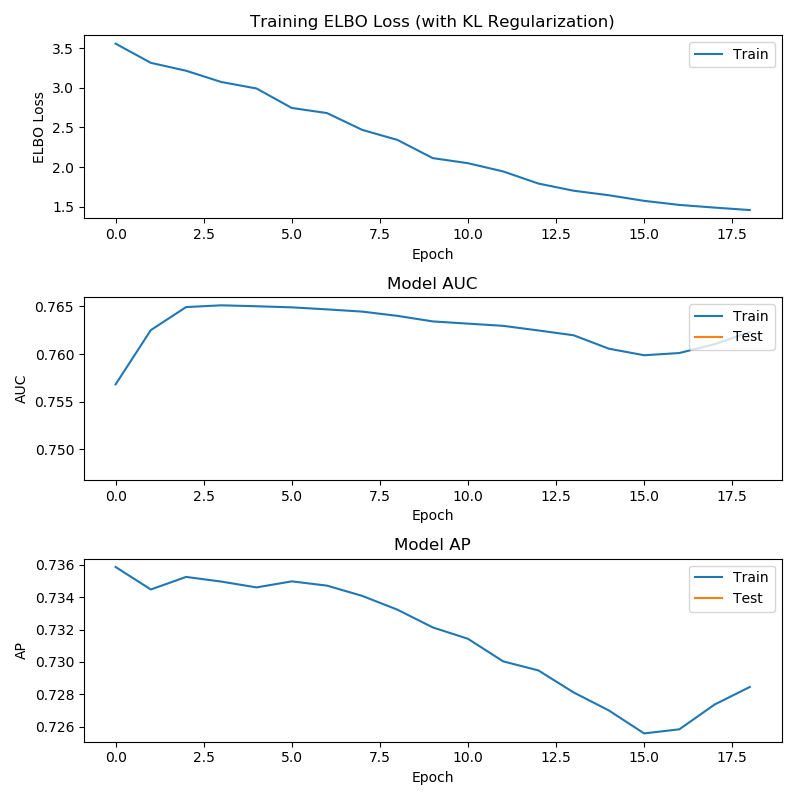 Training ELBO Loss (with KL Regularization)
3.5
3.0
2.5
2.0
1.5
ELBO Loss
Train
0.0 2.5 5.0 7.5 10.0 12.5 15.0 17.5
Epoch
Model AUC
0.765
0.760
0.755
0.750
AUC
Train
Test
0.0 2.5 5.0 7.5 10.0 12.5 15.0 17.5
Epoch
Model AP
0.736
0.734
0.732
0.730
0.728
0.726
AP
Train
Test
0.0 2.5 5.0 7.5 10.0 12.5 15.0 17.5
Epoch